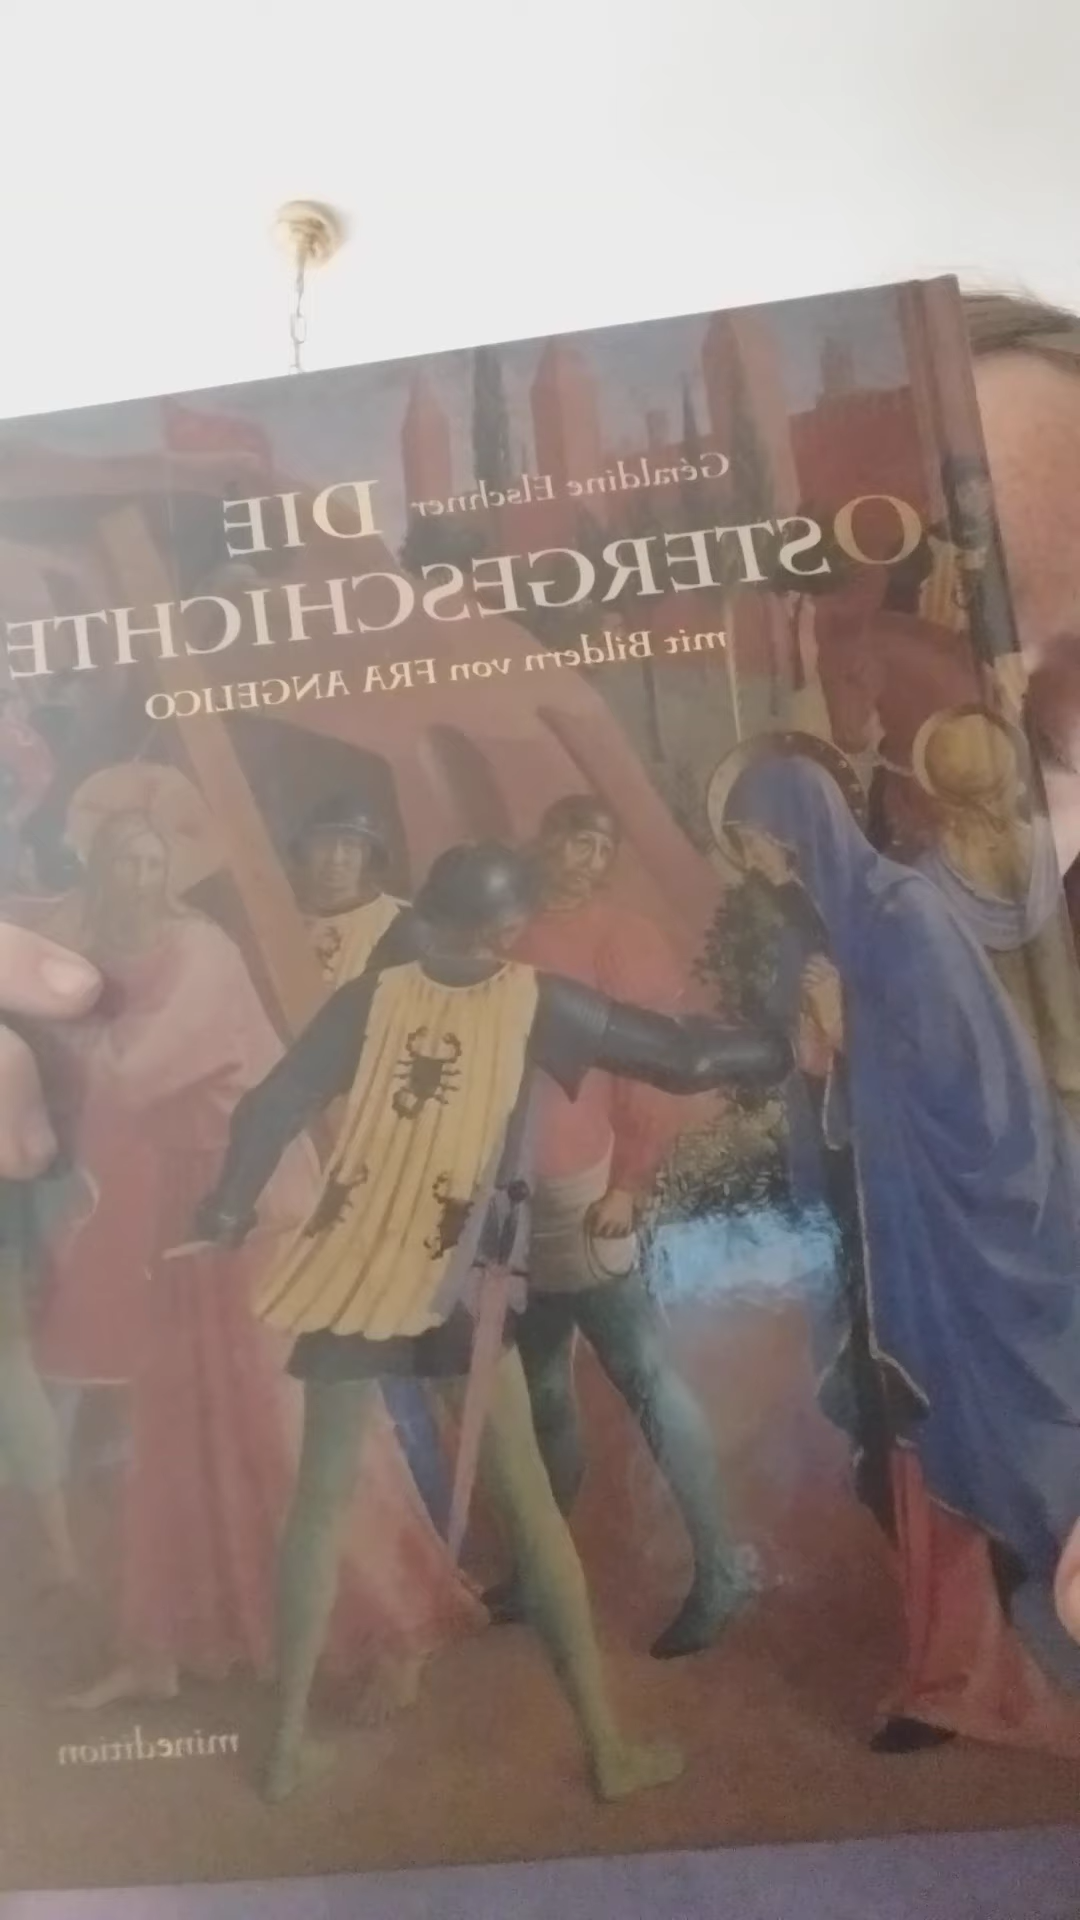 Géraldine Elschner DIE
OSTERGESCHICHTE
mit Bildern von FRA ANGELICO
minedition